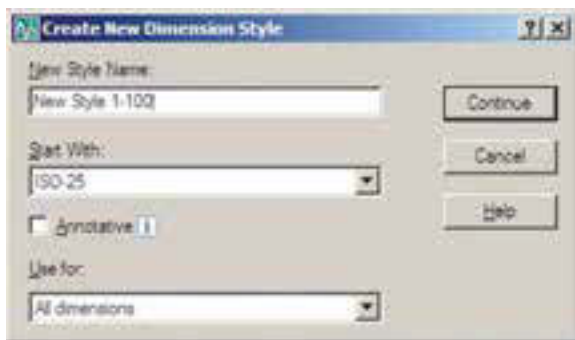 Create New Dimension Style
New Style Name:
New Style 1-100
Continue
Start With:
ISO-25
Cancel
Annotative
Help
Use for:
All dimensions